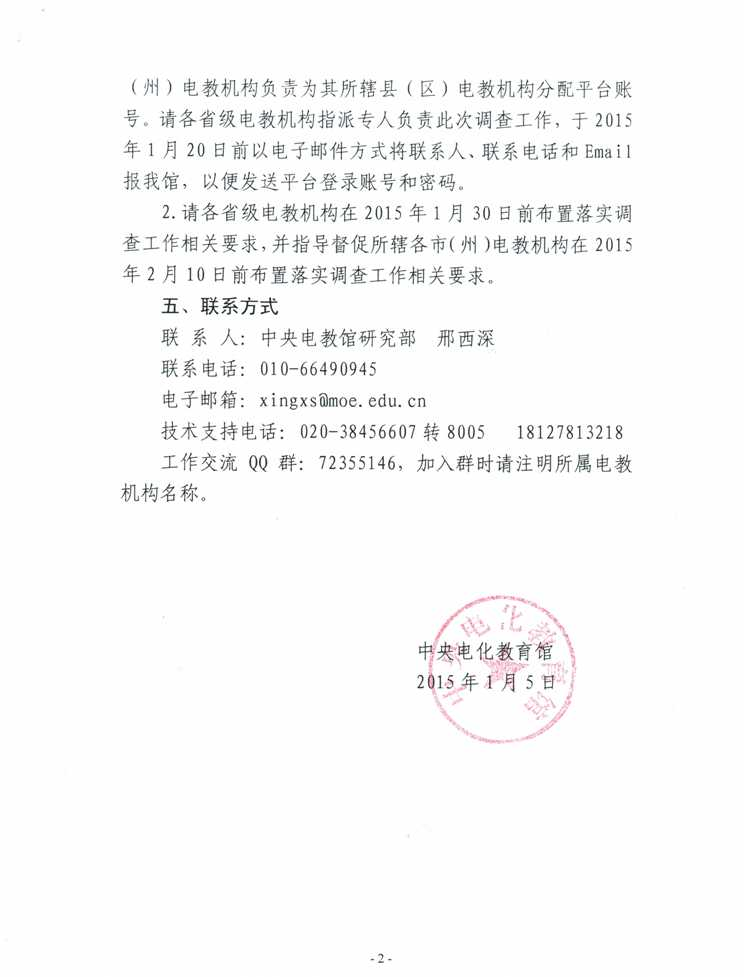 （州）电教机构负责为其所辖县（区）电教机构分配平台账
号。请各省级电教机构指派专人负责此次调查工作，于 2015
年 1 月 20 日前以电子邮件方式将联系人、联系电话和 Email
报我馆，以便发送平台登录账号和密码。
2.请各省级电教机构在 2015 年 1 月 30 日前布置落实调
查工作相关要求,并指导督促所辖各市(州)电教机构在 2015
年 2 月 10 日前布置落实调查工作相关要求。
五、联系方式
联 系 人：中央电教馆研究部 邢西深
联系电话：010-66490945
电子邮箱：xingxs@moe.edu.cn
技术支持电话：020-38456607 转 8005 18127813218
工作交流 QQ 群：72355146，加入群时请注明所属电教
机构名称。
中央电化教育馆
中央电化教育馆
2015 年 1 月 5 日
- 2 -